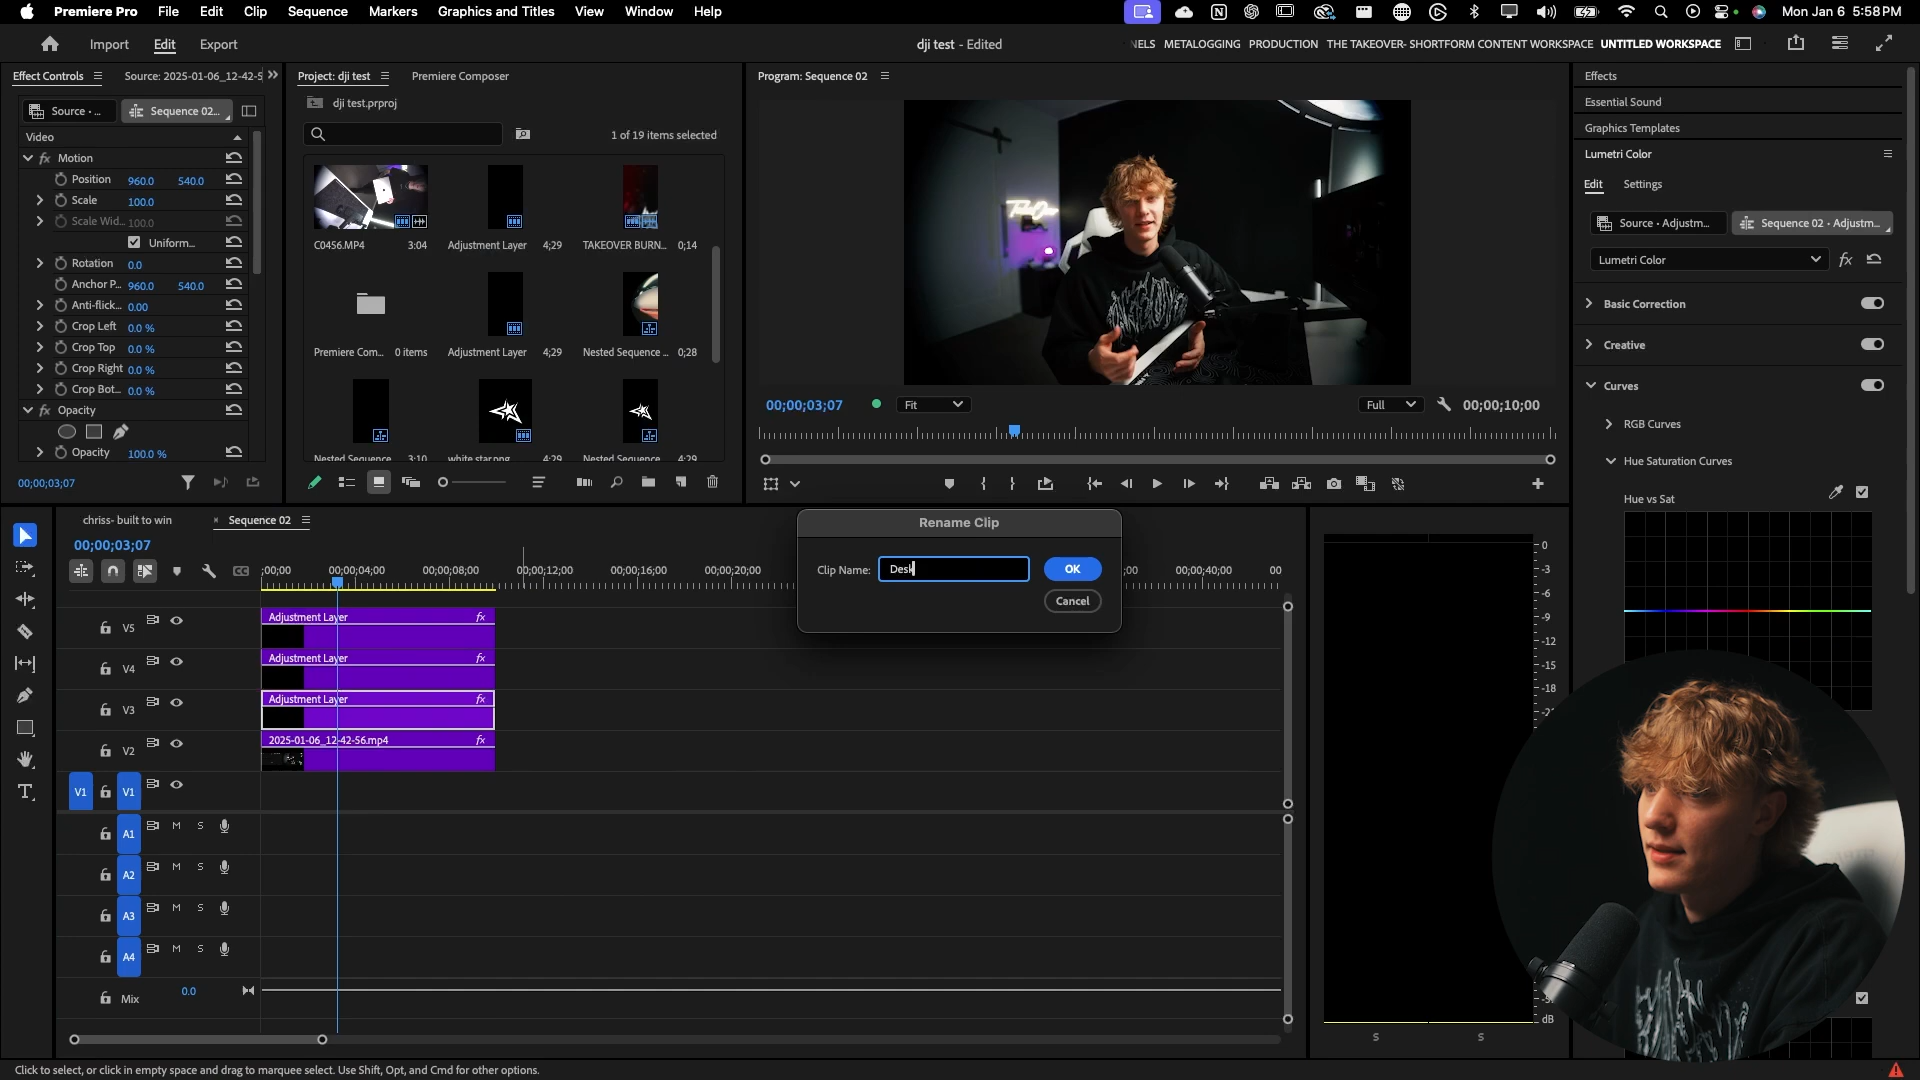 Premiere Pro File Edit Clip Sequence Markers Graphics and Titles View Window Help Mon Jan 6 5:58 PM
Import Edit Export dji test - Edited NELS METALOGGING PRODUCTION THE TAKEOVER- SHORTFORM CONTENT WORKSPACE UNTITLED WORKSPACE
Effect Controls Source: 2025-01-06_12-42-5
Source · ... Sequence 02...
Video
fx Motion
Position 960.0 540.0
Scale 100.0
Scale Wid... 100.0
Uniform...
Rotation 0.0
Anchor P... 960.0 540.0
Anti-flick... 0.00
Crop Left 0.0 %
Crop Top 0.0 %
Crop Right 0.0 %
Crop Bot... 0.0 %
fx Opacity
Opacity 100.0 %
00;00;03;07
Project: dji test Premiere Composer
dji test.prproj
1 of 19 items selected
C0456.MP4 3:04 Adjustment Layer 4;29 TAKEOVER BURN... 0;14
Premiere Com... 0 items Adjustment Layer 4;29 Nested Sequence ... 0;28
Nested Sequence 3:10 white star.png 4;29 Nested Sequence 4;29
Program: Sequence 02
00;00;03;07 Fit Full 00;00;10;00
Effects
Essential Sound
Graphics Templates
Lumetri Color
Edit Settings
Source · Adjustm... Sequence 02 · Adjustm...
Lumetri Color fx
Basic Correction
Creative
Curves
RGB Curves
Hue Saturation Curves
Hue vs Sat
chriss- built to win Sequence 02
00;00;03;07
;00;00 00;00;04;00 00;00;08;00 00;00;12;00 00;00;16;00 00;00;20;00 ;00 00;00;40;00 00
Rename Clip
Clip Name: Desk OK
Cancel
V5 Adjustment Layer fx
V4 Adjustment Layer fx
V3 Adjustment Layer fx
V2 2025-01-06_12-42-56.mp4 fx
V1 V1
A1 M S
A2 M S
A3 M S
A4 M S
Mix 0.0
0
-3
-6
-9
-12
-15
-18
dB
S S
Click to select, or click in empty space and drag to marquee select. Use Shift, Opt, and Cmd for other options.